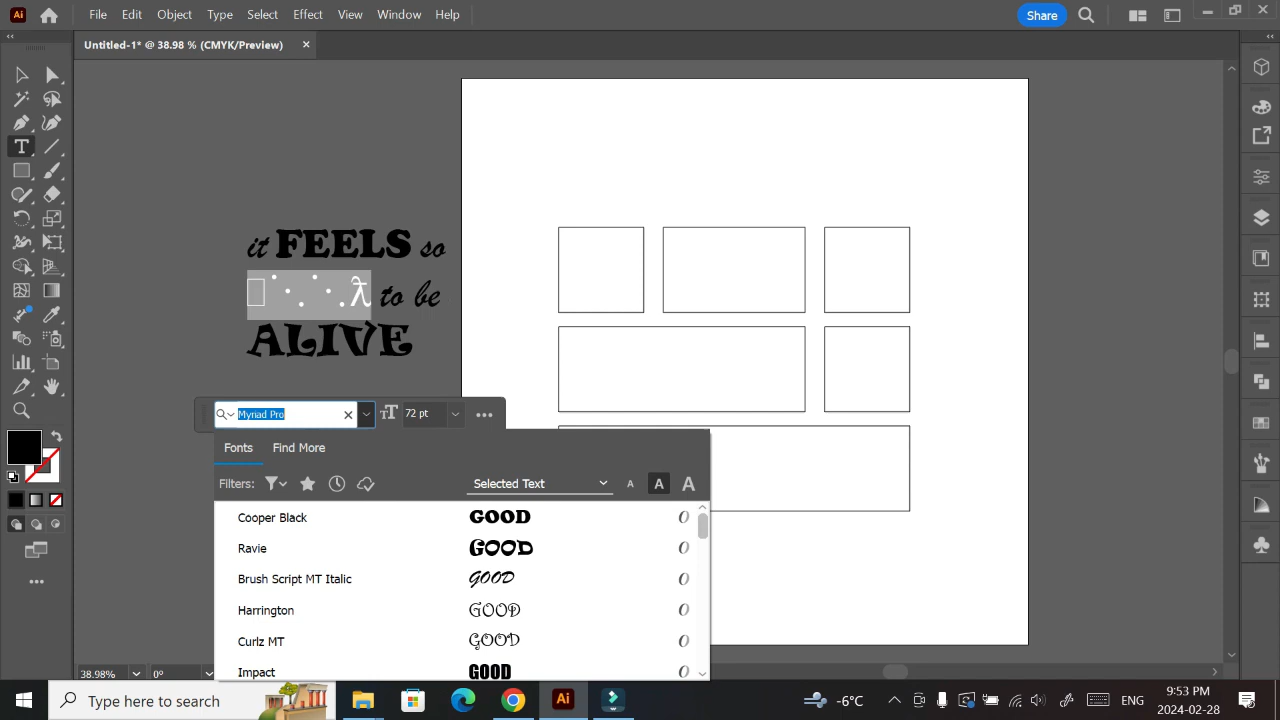 Ai File Edit Object Type Select Effect View Window Help Share
Untitled-1* @ 38.98 % (CMYK/Preview)
it FEELS so
to be
ALIVE
Myriad Pro 72 pt
Fonts Find More
Filters: Selected Text A A A
Cooper Black GOOD
Ravie GOOD
Brush Script MT Italic GOOD
Harrington GOOD
Curlz MT GOOD
Impact GOOD
38.98% 0°
Type here to search Ai -6°C ENG 9:53 PM
2024-02-28